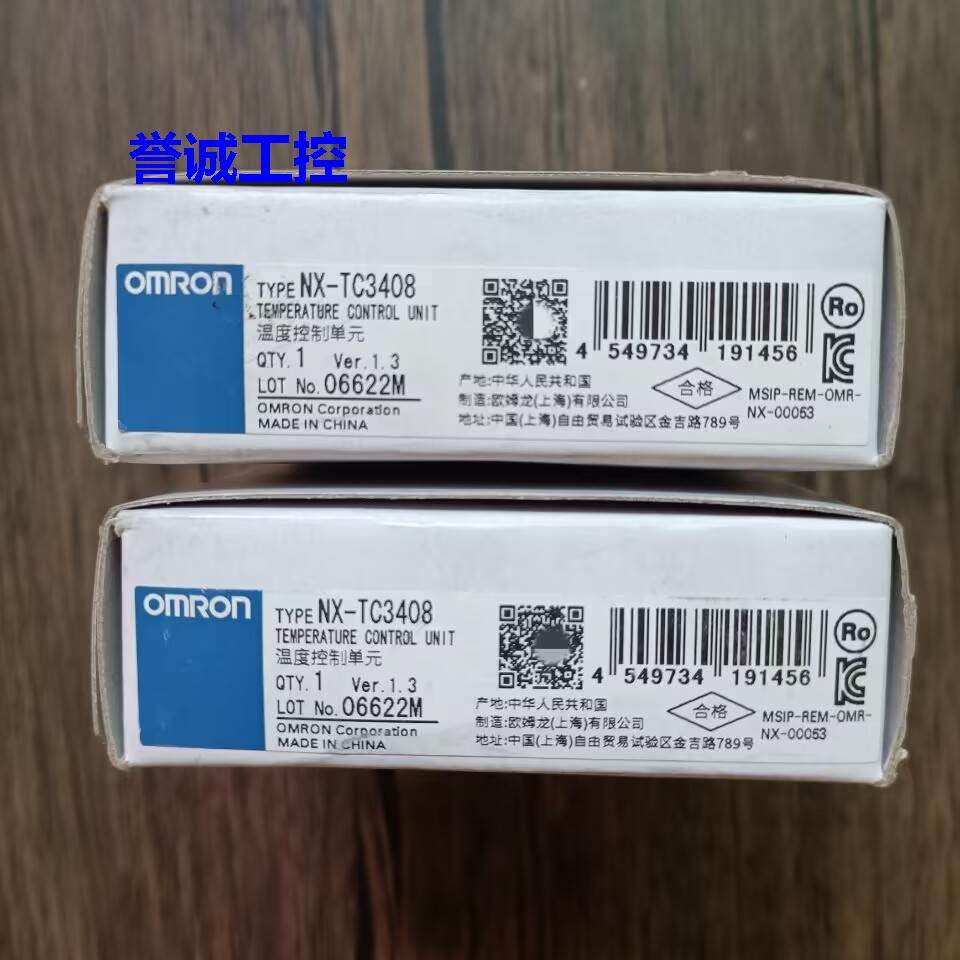 誉诚工控
OMRON
TYPE NX-TC3408
TEMPERATURE CONTROL UNIT
温度控制单元
QTY. 1 Ver.1.3
LOT No. 06622M
OMRON Corporation
MADE IN CHINA
4 549734 191456
产地:中华人民共和国
制造:欧姆龙(上海)有限公司
地址:中国(上海)自由贸易试验区金吉路789号
合格
Ro
MSIP-REM-OMR-
NX-00053
OMRON
TYPE NX-TC3408
TEMPERATURE CONTROL UNIT
温度控制单元
QTY. 1 Ver.1.3
LOT No. 06622M
OMRON Corporation
MADE IN CHINA
4 549734 191456
产地:中华人民共和国
制造:欧姆龙(上海)有限公司
地址:中国(上海)自由贸易试验区金吉路789号
合格
Ro
MSIP-REM-OMR-
NX-00053